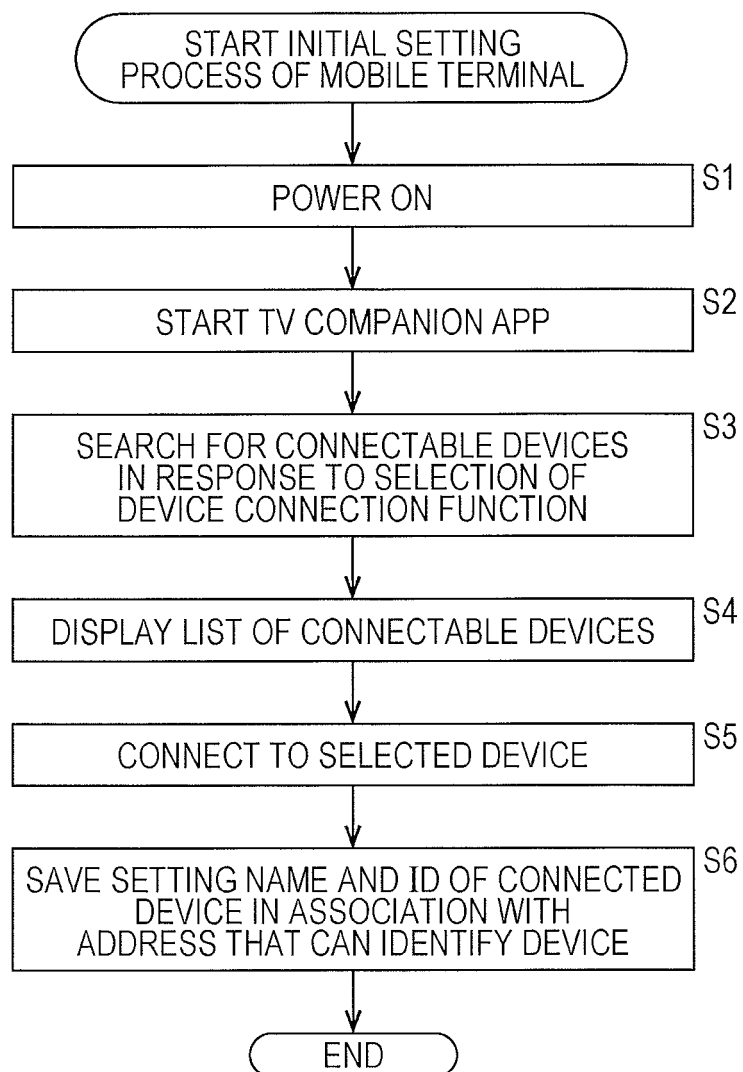 START INITIAL SETTING
PROCESS OF MOBILE TERMINAL
S1
POWER ON
S2
START TV COMPANION APP
S3
SEARCH FOR CONNECTABLE DEVICES
IN RESPONSE TO SELECTION OF
DEVICE CONNECTION FUNCTION
S4
DISPLAY LIST OF CONNECTABLE DEVICES
S5
CONNECT TO SELECTED DEVICE
S6
SAVE SETTING NAME AND ID OF CONNECTED
DEVICE IN ASSOCIATION WITH
ADDRESS THAT CAN IDENTIFY DEVICE
END